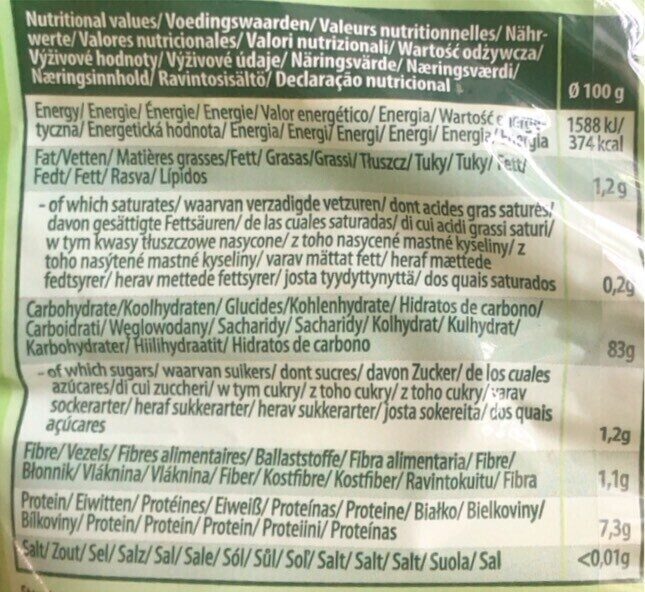 Nutritional values/ Voedingswaarden/ Valeurs nutritionnelles/ Nähr-
werte/ Valores nutricionales/ Valori nutrizionali/ Wartość odżywcza/
Výživové hodnoty/ Výživové údaje/ Näringsvärde/ Næringsværdi/
Næringsinnhold/ Ravintosisältö/ Declaração nutricional
Ø 100 g
Energy/ Energie/ Énergie/ Energie/ Valor energético/ Energia/ Wartość
tyczna/ Energetická hodnota/ Energia/ Energi/ Energi/ Energi/ Energia/ Energia
1588 kJ/
374 kcal
Fat/Vetten/ Matières grasses/Fett/ Grasas/Grassi/ Tłuszcz/ Tuky/ Tuky/ Fett/
Fedt/ Fett/ Rasva/ Lípidos
1,2g
- of which saturates/ waarvan verzadigde vetzuren/ dont acides gras saturés/
davon gesättigte Fettsäuren/ de las cuales saturadas/ di cui acidi grassi saturi/
w tym kwasy tłuszczowe nasycone/ z toho nasycené mastné kyseliny/ z
toho nasýtené mastné kyseliny/ varav mättat fett/ heraf mættede
fedtsyrer/ herav mettede fettsyrer/ josta tyydyttynyttä/ dos quais saturados
0,2g
Carbohydrate/Koolhydraten/ Glucides/Kohlenhydrate/ Hidratos de carbono/
Carboidrati/ Węglowodany/ Sacharidy/ Sacharidy/ Kolhydrat/ Kulhydrat/
Karbohydrater/ Hiilihydraatit/ Hidratos de carbono
83g
- of which sugars/ waarvan suikers/ dont sucres/ davon Zucker/ de los cuales
azúcares/di cui zuccheri/ w tym cukry/ z toho cukry/ z toho cukry/ varav
sockerarter/ heraf sukkerarter/ herav sukkerarter/ josta sokereita/ dos quais
açúcares
1,2g
Fibre/ Vezels/ Fibres alimentaires/ Ballaststoffe/ Fibra alimentaria/ Fibre/
Błonnik/ Vláknina/ Vláknina/ Fiber/ Kostfibre/ Kostfiber/ Ravintokuitu/ Fibra
1,1g
Protein/ Eiwitten/ Protéines/ Eiweiß/ Proteínas/ Proteine/ Białko/ Bielkoviny/
Bílkoviny/ Protein/ Protein/ Protein/ Proteiini/ Proteínas
7,3g
Salt/ Zout/ Sel/ Salz/ Sal/ Sale/ Sól/ Sůl/ Soľ/ Salt/ Salt/ Salt/ Suola/ Sal
<0,01g